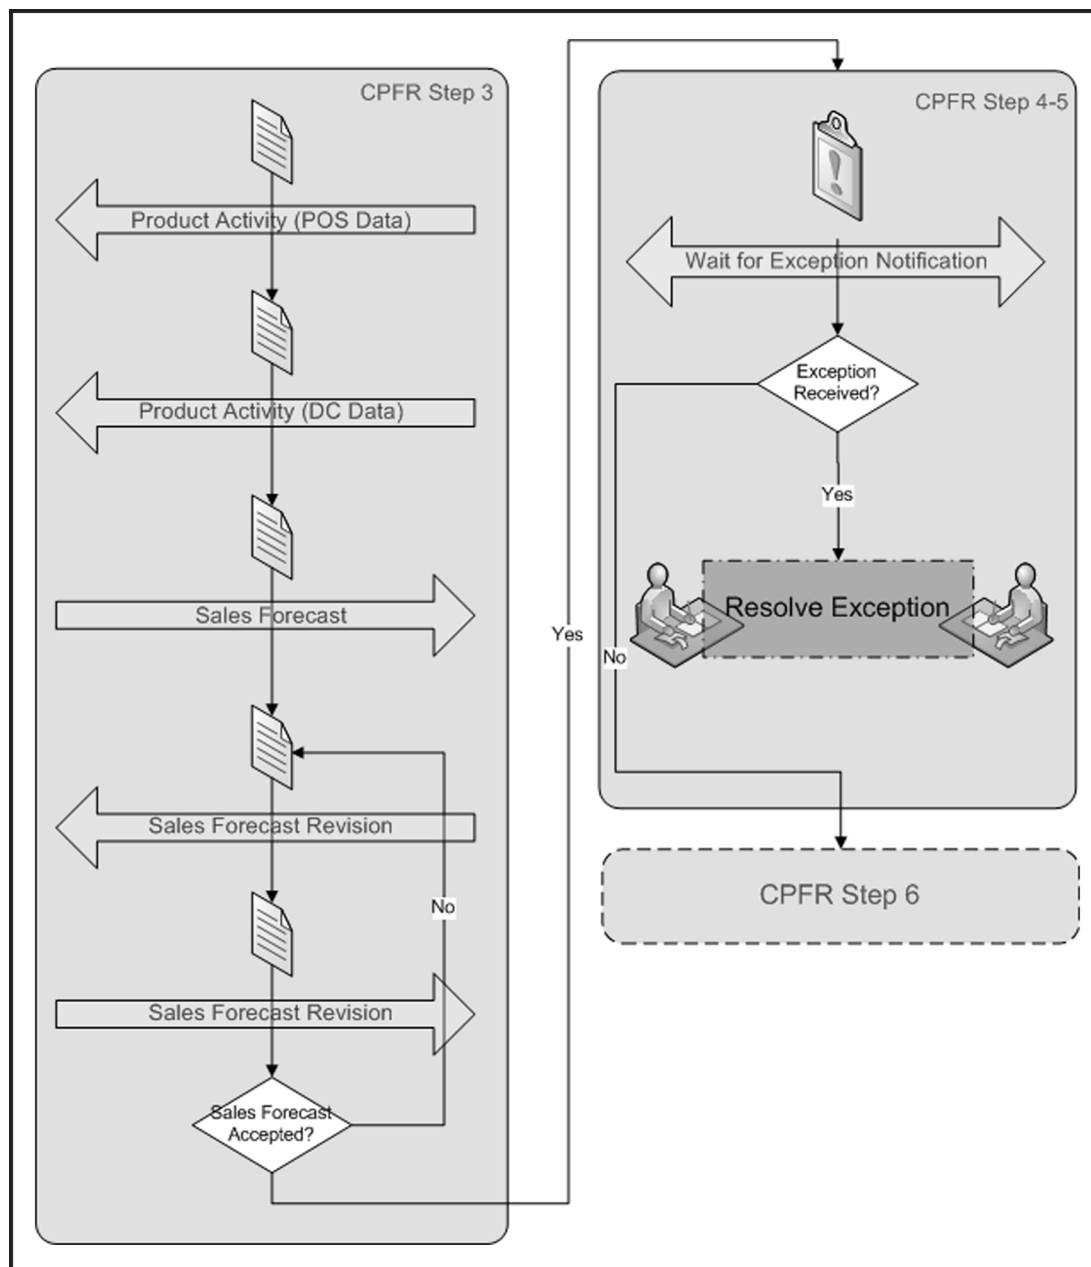 CPFR Step 3
Product Activity (POS Data)
Product Activity (DC Data)
Sales Forecast
Sales Forecast Revision
No
Sales Forecast Revision
Sales Forecast
Accepted?
Yes
CPFR Step 4-5
Wait for Exception Notification
Exception
Received?
Yes
Resolve Exception
No
CPFR Step 6